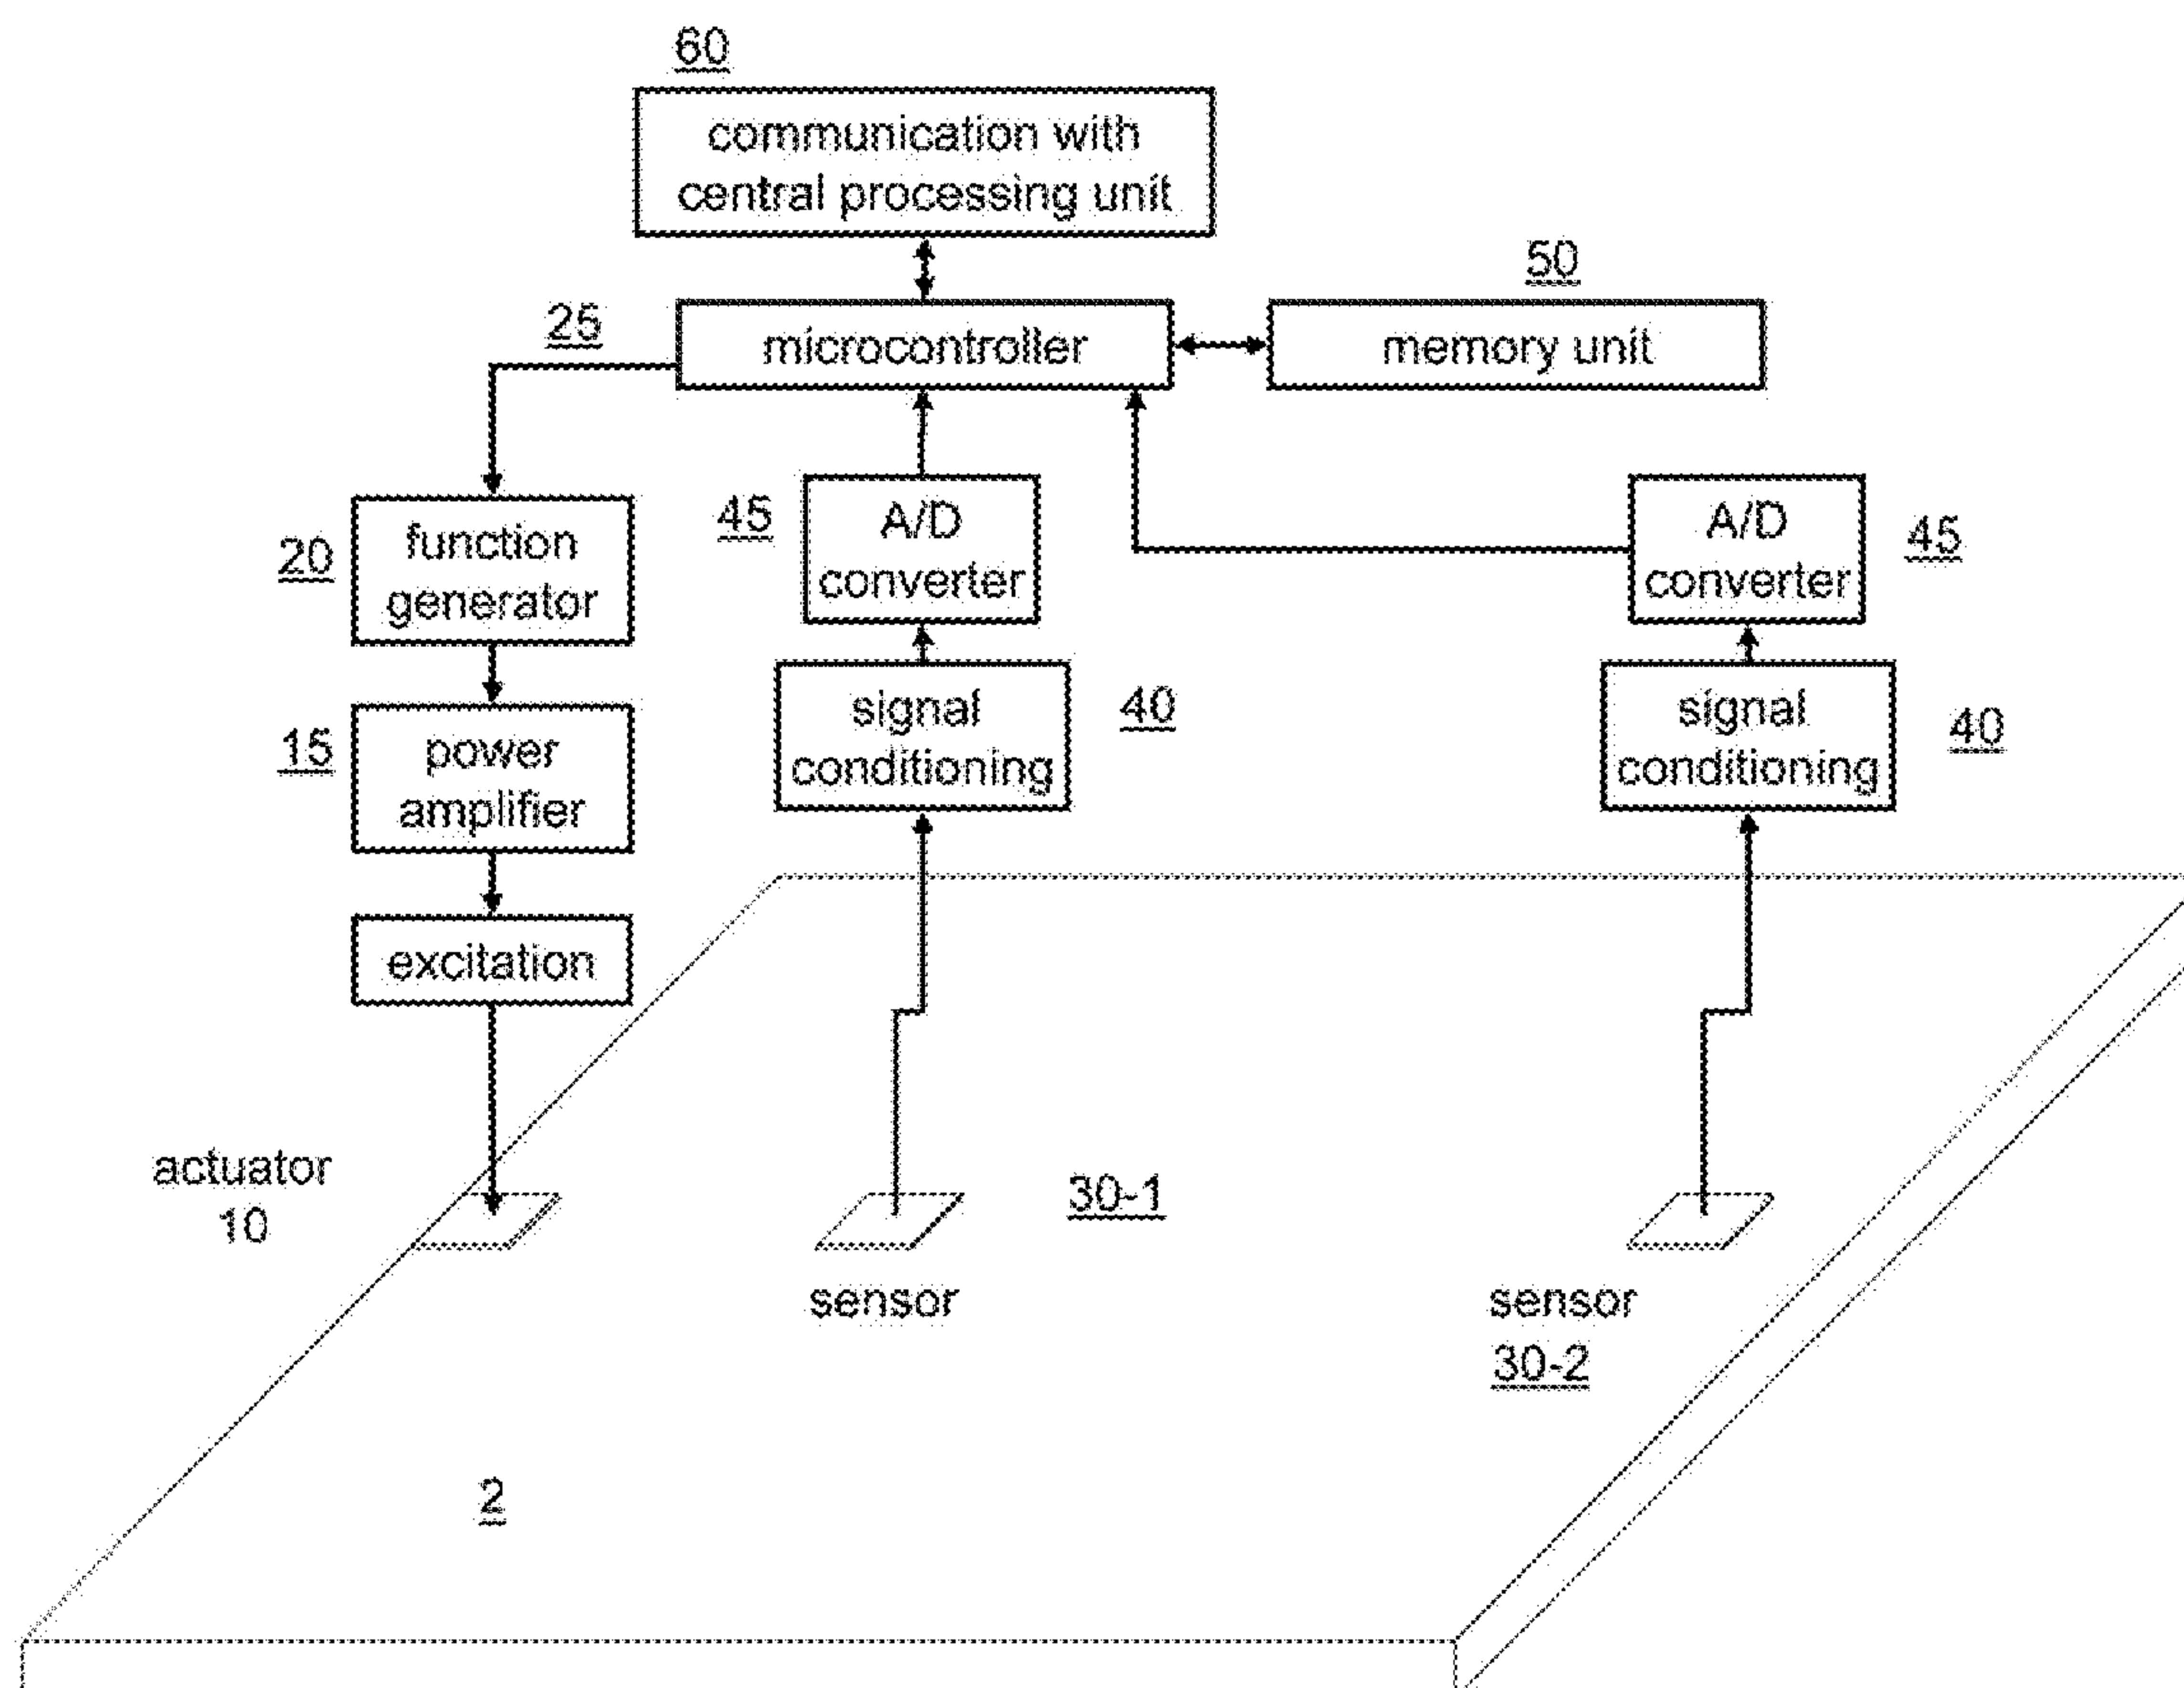 60
communication with
central processing unit
50
25
microcontroller
memory unit
20
function
generator
45
A/D
converter
A/D
converter
45
15
power
amplifier
signal
conditioning
40
signal
conditioning
40
excitation
actuator
10
30-1
sensor
sensor
30-2
2